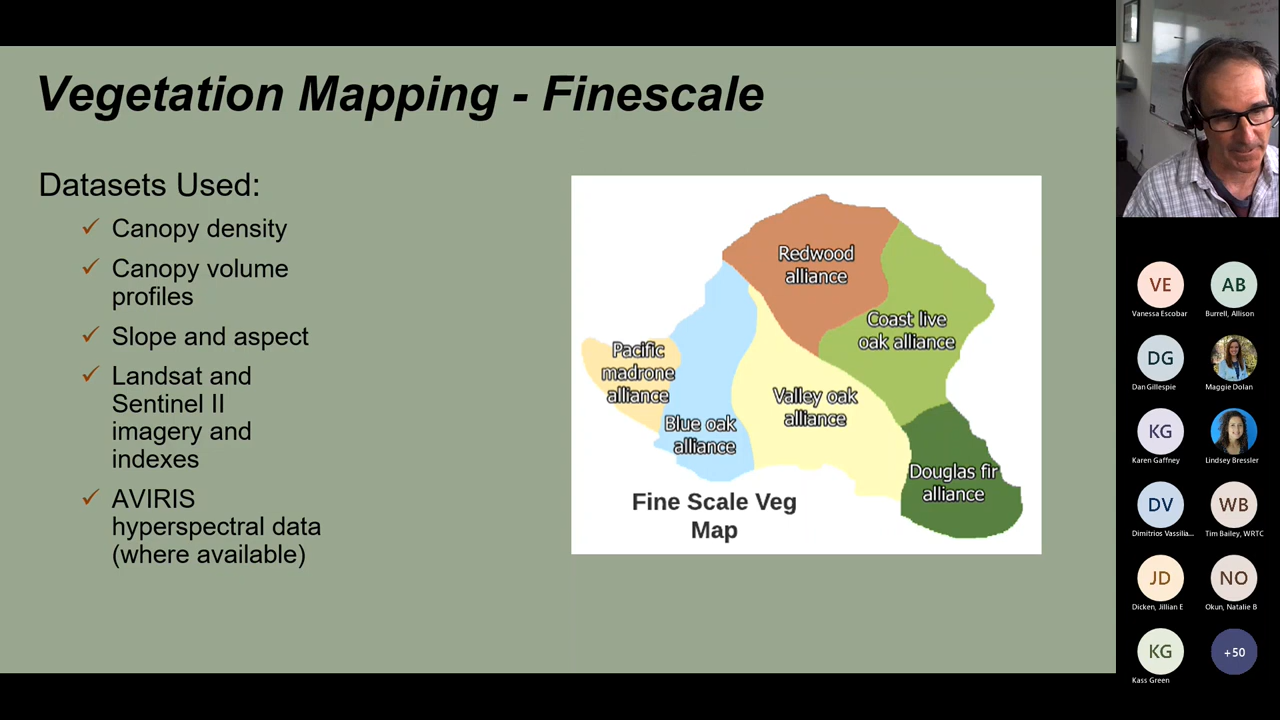 Vegetation Mapping - Finescale
Datasets Used:
✓ Canopy density
✓ Canopy volume
profiles
✓ Slope and aspect
✓ Landsat and
Sentinel II
imagery and
indexes
✓ AVIRIS
hyperspectral data
(where available)
Redwood
alliance
Coast live
oak alliance
Pacific
madrone
alliance
Valley oak
alliance
Blue oak
alliance
Douglas fir
alliance
Fine Scale Veg
Map
VE
Vanessa Escobar
AB
Burrell, Allison
DG
Dan Gillespie
Maggie Dolan
KG
Karen Gaffney
Lindsey Bressler
DV
Dimitrios Vassilia...
WB
Tim Bailey, WRTC
JD
Dicken, Jillian E
NO
Okun, Natalie B
KG
Kass Green
+50